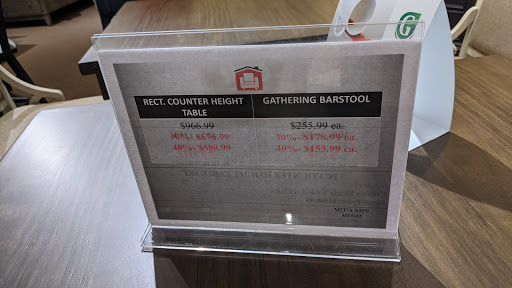 G
RECT. COUNTER HEIGHT TABLE
GATHERING BARSTOOL
$966.99
30%- $676.99
40%- $580.99
$255.99 ea.
30%- $178.99 ea.
40%- $153.99 ea.